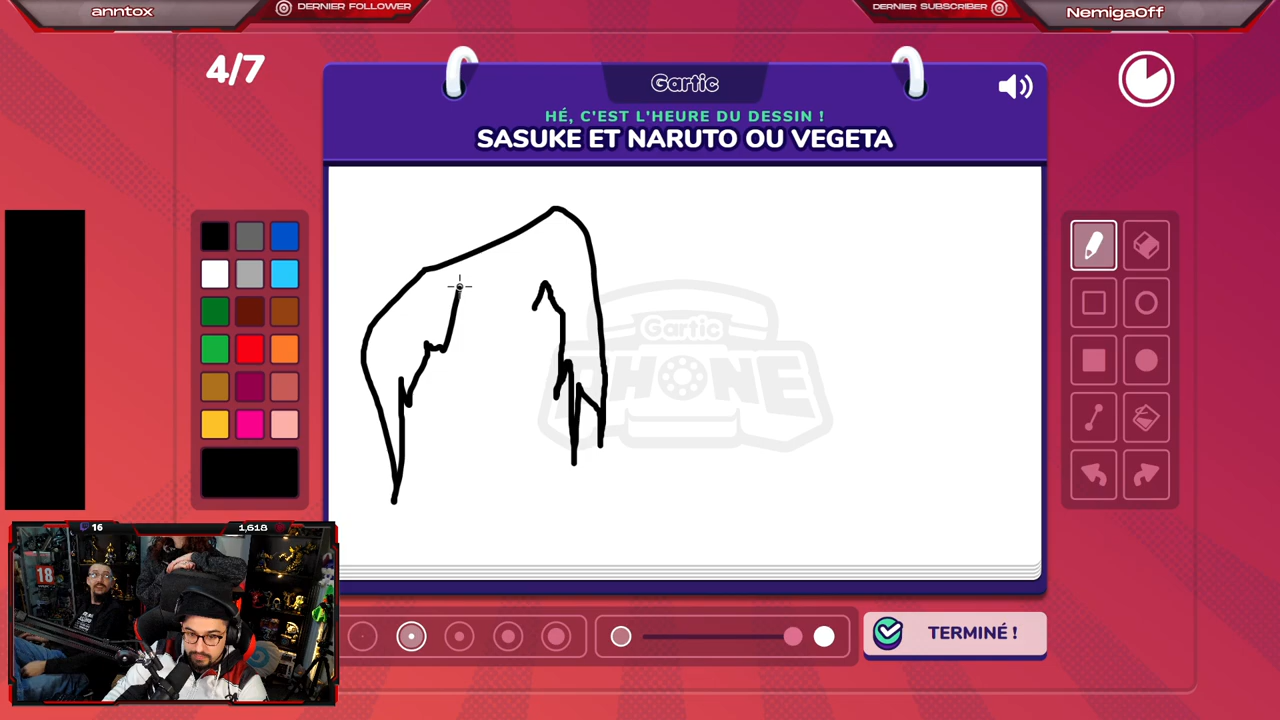 anntox
DERNIER FOLLOWER
DERNIER SUBSCRIBER
NemigaOff
4/7
Gartic
HÉ, C'EST L'HEURE DU DESSIN !
SASUKE ET NARUTO OU VEGETA
Gartic
PHONE
16
1,618
18
TERMINÉ !